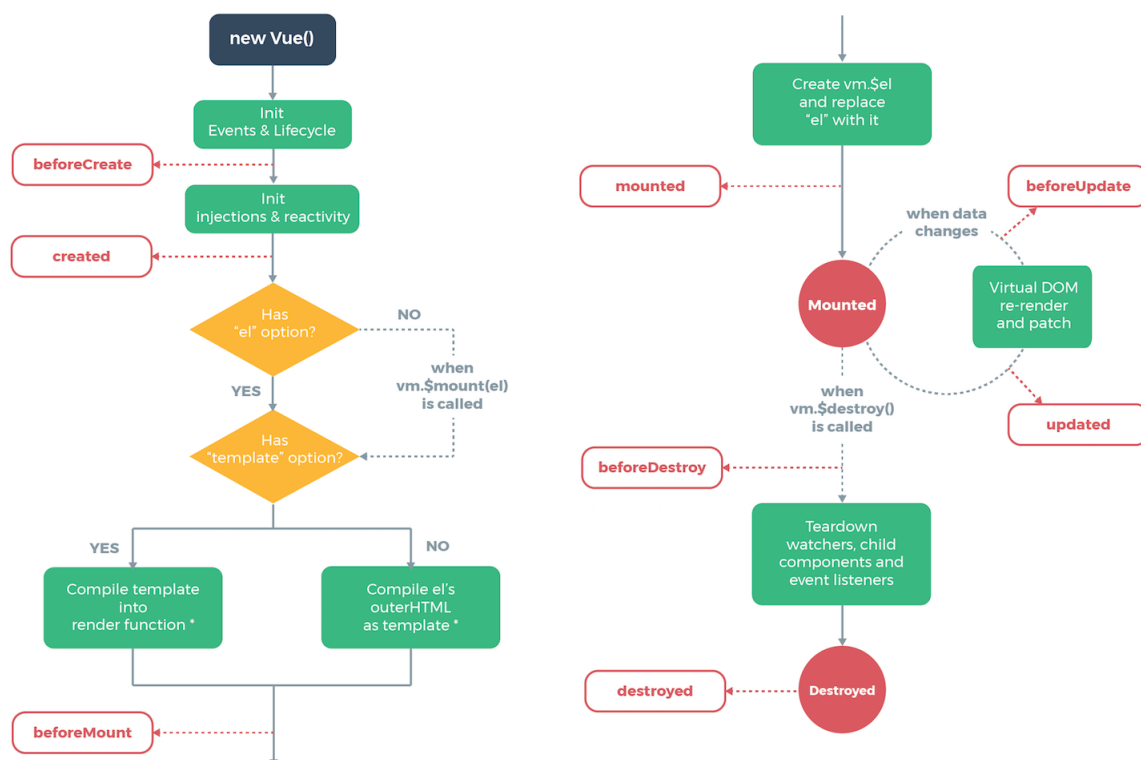 new Vue()
Init
Events & Lifecycle
beforeCreate
Init
injections & reactivity
created
Has
“el” option?
NO
YES
when
vm.$mount(el)
is called
Has
“template” option?
YES
NO
Compile template
into
render function *
Compile el’s
outerHTML
as template *
beforeMount
Create vm.$el
and replace
“el” with it
mounted
beforeUpdate
when data
changes
Mounted
Virtual DOM
re-render
and patch
updated
when
vm.$destroy()
is called
beforeDestroy
Teardown
watchers, child
components and
event listeners
destroyed
Destroyed